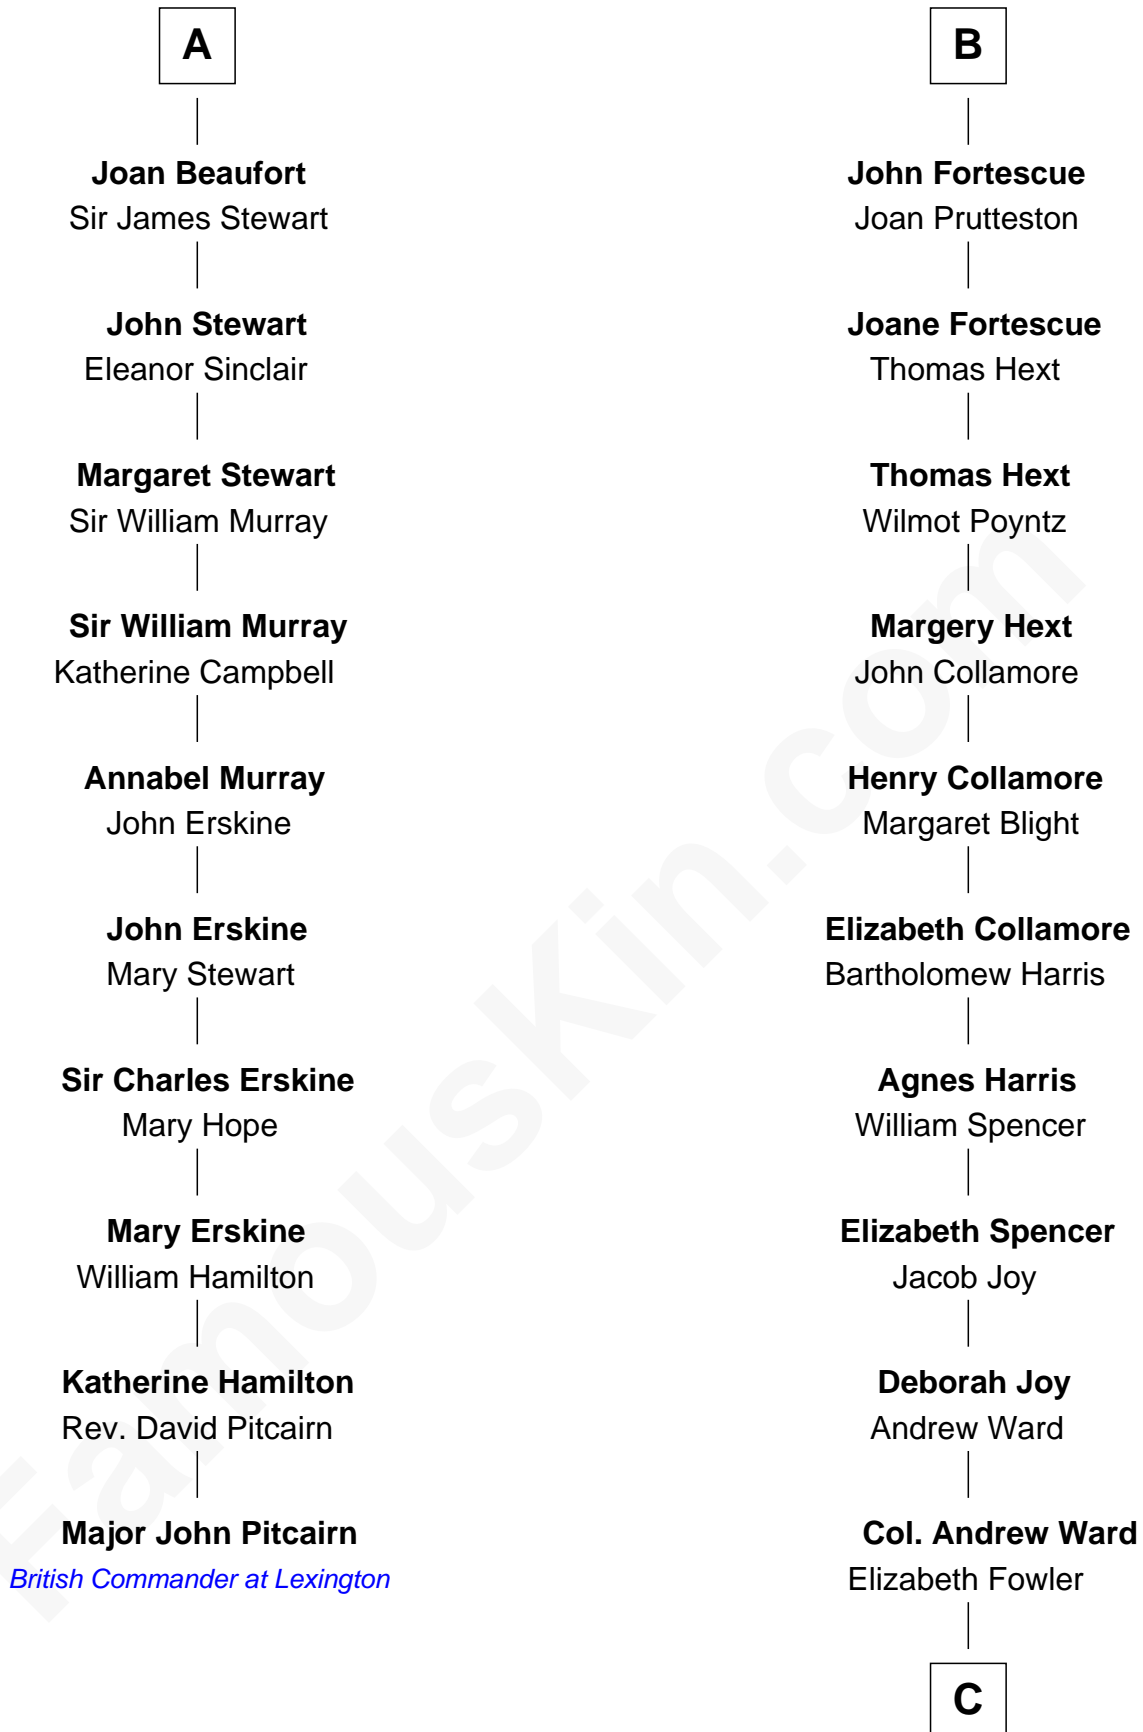 A
Joan Beaufort
Sir James Stewart
John Stewart
Eleanor Sinclair
Margaret Stewart
Sir William Murray
Sir William Murray
Katherine Campbell
Annabel Murray
John Erskine
John Erskine
Mary Stewart
Sir Charles Erskine
Mary Hope
Mary Erskine
William Hamilton
Katherine Hamilton
Rev. David Pitcairn
Major John Pitcairn
British Commander at Lexington
B
John Fortescue
Joan Prutteston
Joane Fortescue
Thomas Hext
Thomas Hext
Wilmot Poyntz
Margery Hext
John Collamore
Henry Collamore
Margaret Blight
Elizabeth Collamore
Bartholomew Harris
Agnes Harris
William Spencer
Elizabeth Spencer
Jacob Joy
Deborah Joy
Andrew Ward
Col. Andrew Ward
Elizabeth Fowler
C
FamousKin.com